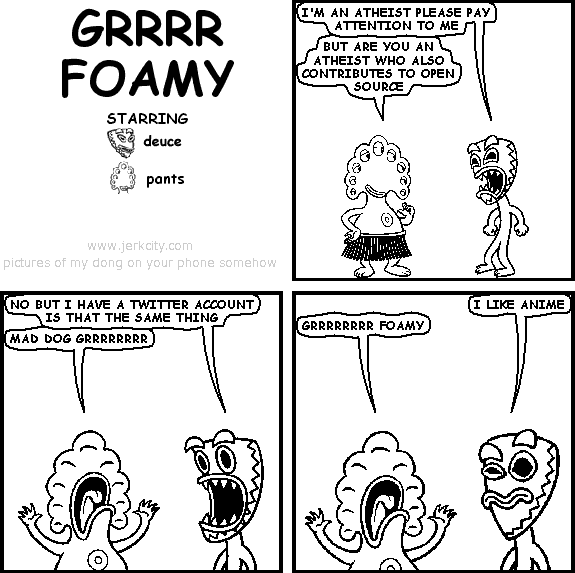 GRRRR
FOAMY
STARRING
deuce
pants
www.jerkcity.com
pictures of my dong on your phone somehow
I'M AN ATHEIST PLEASE PAY
ATTENTION TO ME
BUT ARE YOU AN
ATHEIST WHO ALSO
CONTRIBUTES TO OPEN
SOURCE
NO BUT I HAVE A TWITTER ACCOUNT
IS THAT THE SAME THING
MAD DOG GRRRRRRRR
I LIKE ANIME
GRRRRRRRR FOAMY